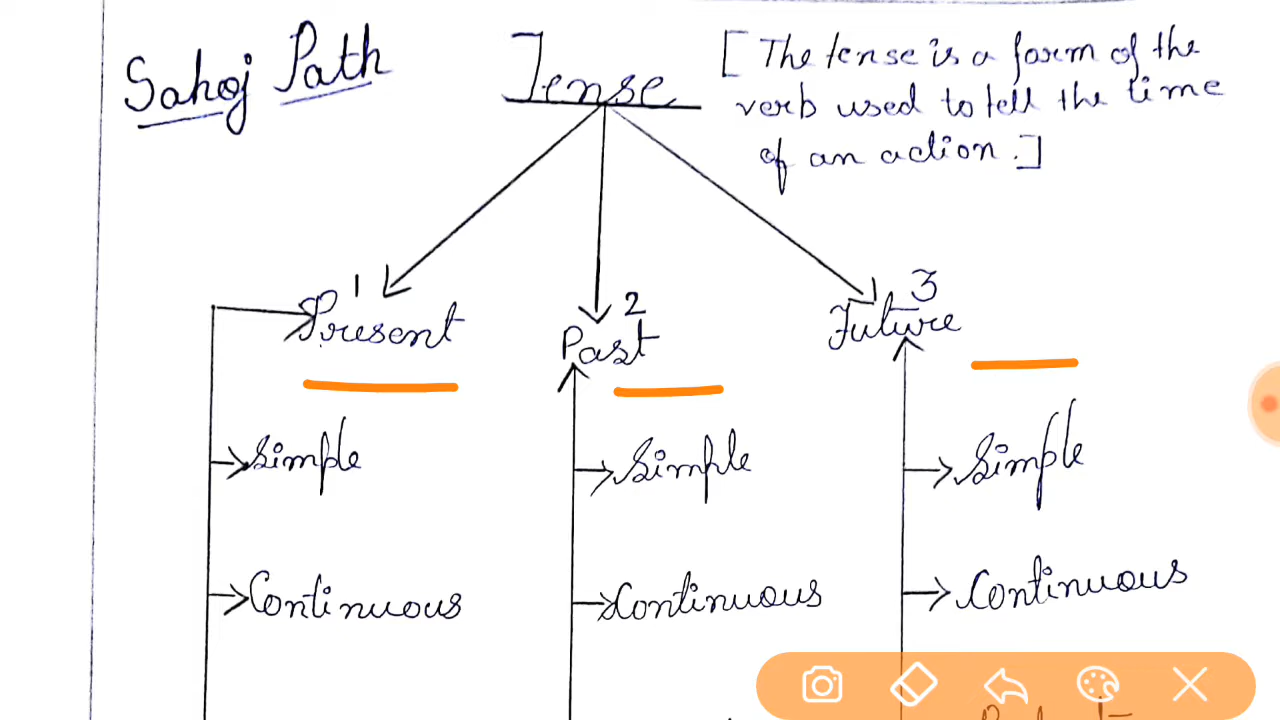 Sahoj Path
Tense
[ The tense is a form of the
verb used to tell the time
of an action. ]
1
Present
2
Past
3
Future
Simple
Simple
Simple
Continuous
Continuous
Continuous